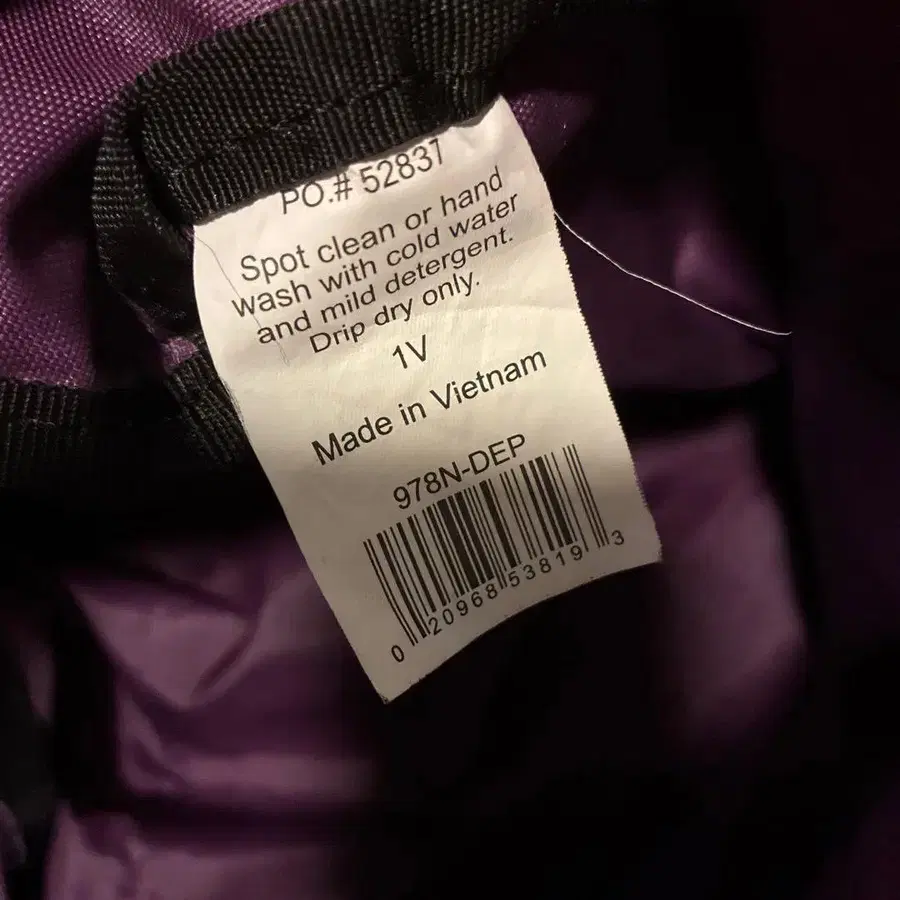 PO.# 52837
Spot clean or hand
wash with cold water
and mild detergent.
Drip dry only.
1V
Made in Vietnam
978N-DEP
0 20968 53819 3